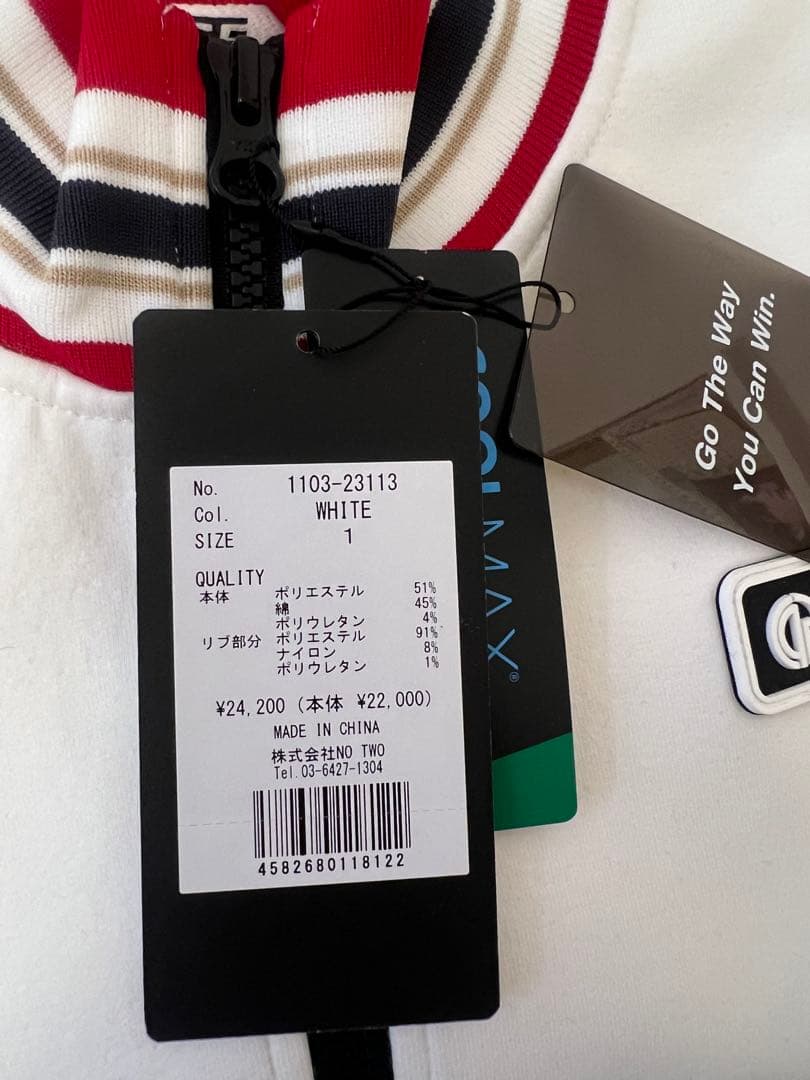 No. 1103-23113
Col. WHITE
SIZE 1
QUALITY
本体 ポリエステル 51%
綿 45%
ポリウレタン 4%
リブ部分 ポリエステル 91%
ナイロン 8%
ポリウレタン 1%
¥24,200 (本体 ¥22,000)
MADE IN CHINA
株式会社NO TWO
Tel.03-6427-1304
4582680118122
COOLMAX®
Go The Way
You Can Win.